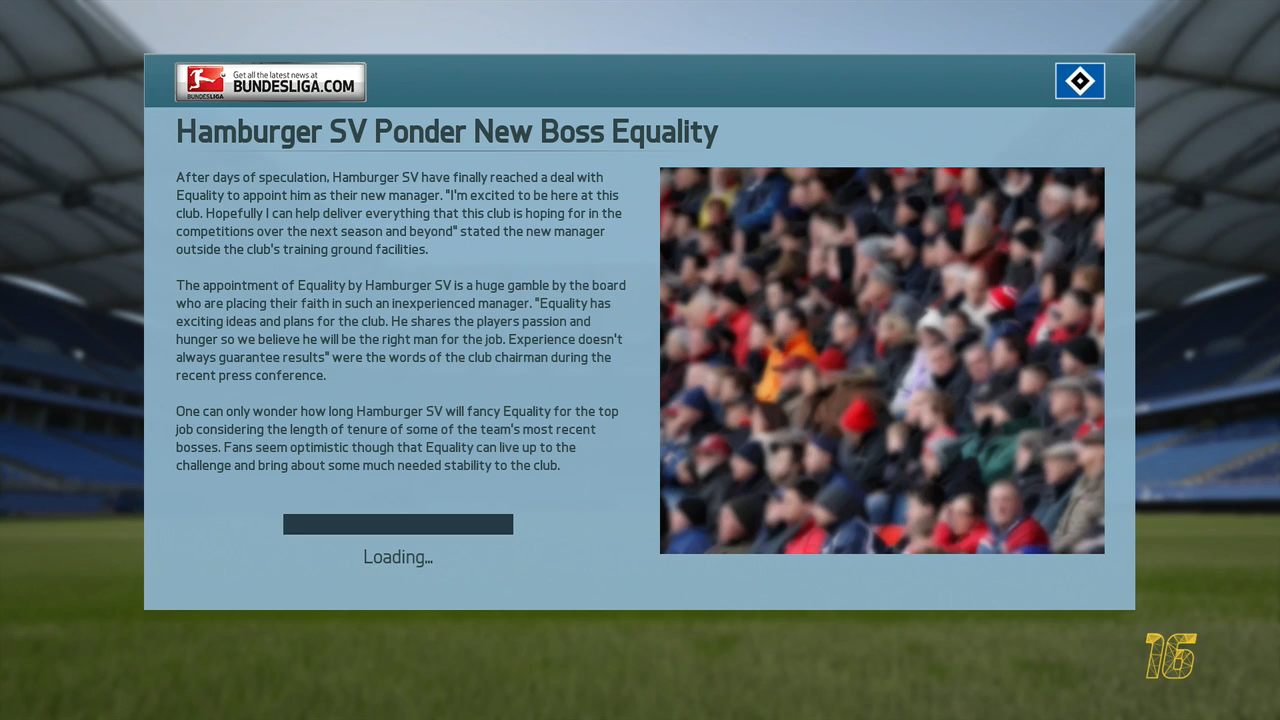 Get all the latest news at
BUNDESLIGA.COM
BUNDESLIGA
Hamburger SV Ponder New Boss Equality
After days of speculation, Hamburger SV have finally reached a deal with
Equality to appoint him as their new manager. "I'm excited to be here at this
club. Hopefully I can help deliver everything that this club is hoping for in the
competitions over the next season and beyond" stated the new manager
outside the club's training ground facilities.
The appointment of Equality by Hamburger SV is a huge gamble by the board
who are placing their faith in such an inexperienced manager. "Equality has
exciting ideas and plans for the club. He shares the players passion and
hunger so we believe he will be the right man for the job. Experience doesn't
always guarantee results" were the words of the club chairman during the
recent press conference.
One can only wonder how long Hamburger SV will fancy Equality for the top
job considering the length of tenure of some of the team's most recent
bosses. Fans seem optimistic though that Equality can live up to the
challenge and bring about some much needed stability to the club.
Loading...
16